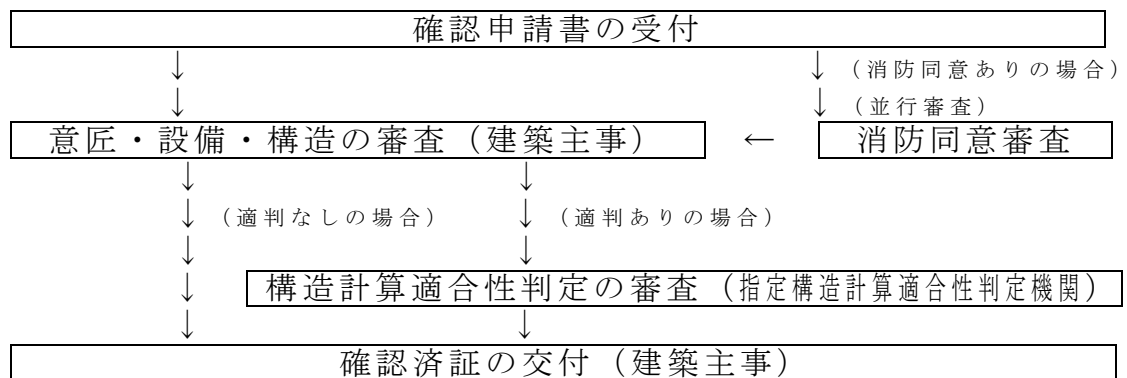 確認申請書の受付
↓ ↓ （消防同意ありの場合）
↓ ↓ （並行審査）
意匠・設備・構造の審査（建築主事） ← 消防同意審査
↓ ↓
↓ （適判なしの場合） ↓ （適判ありの場合）
↓ ↓
↓ 構造計算適合性判定の審査（指定構造計算適合性判定機関）
↓ ↓
確認済証の交付（建築主事）